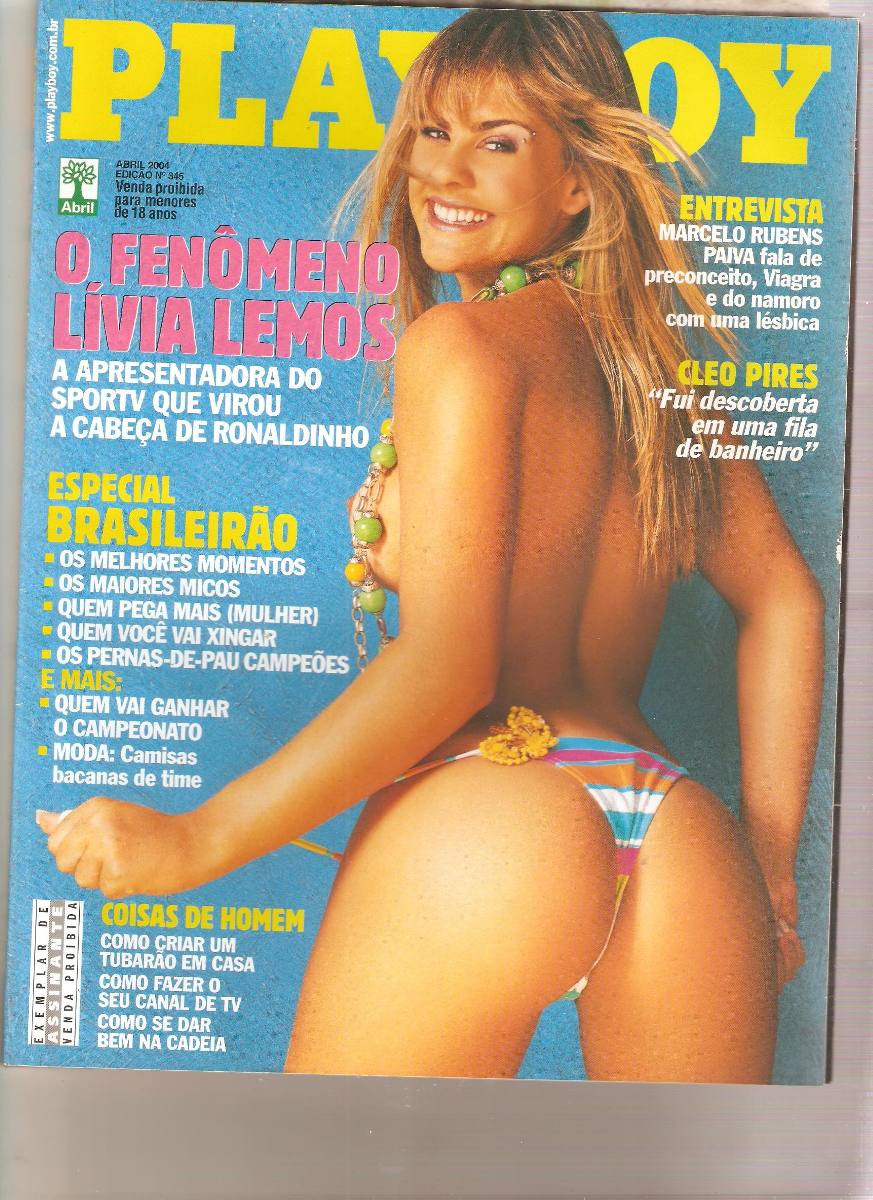 www.playboy.com.br
PLAYBOY
Abril
ABRIL 2004
EDIÇÃO Nº 345
Venda proibida
para menores
de 18 anos
O FENÔMENO
LÍVIA LEMOS
A APRESENTADORA DO
SPORTV QUE VIROU
A CABEÇA DE RONALDINHO
ENTREVISTA
MARCELO RUBENS
PAIVA fala de
preconceito, Viagra
e do namoro
com uma lésbica
CLEO PIRES
“Fui descoberta
em uma fila
de banheiro”
ESPECIAL
BRASILEIRÃO
OS MELHORES MOMENTOS
OS MAIORES MICOS
QUEM PEGA MAIS (MULHER)
QUEM VOCÊ VAI XINGAR
OS PERNAS-DE-PAU CAMPEÕES
E MAIS:
QUEM VAI GANHAR
O CAMPEONATO
MODA: Camisas
bacanas de time
COISAS DE HOMEM
COMO CRIAR UM
TUBARÃO EM CASA
COMO FAZER O
SEU CANAL DE TV
COMO SE DAR
BEM NA CADEIA
EXEMPLAR DE
ASSINANTE
VENDA PROIBIDA